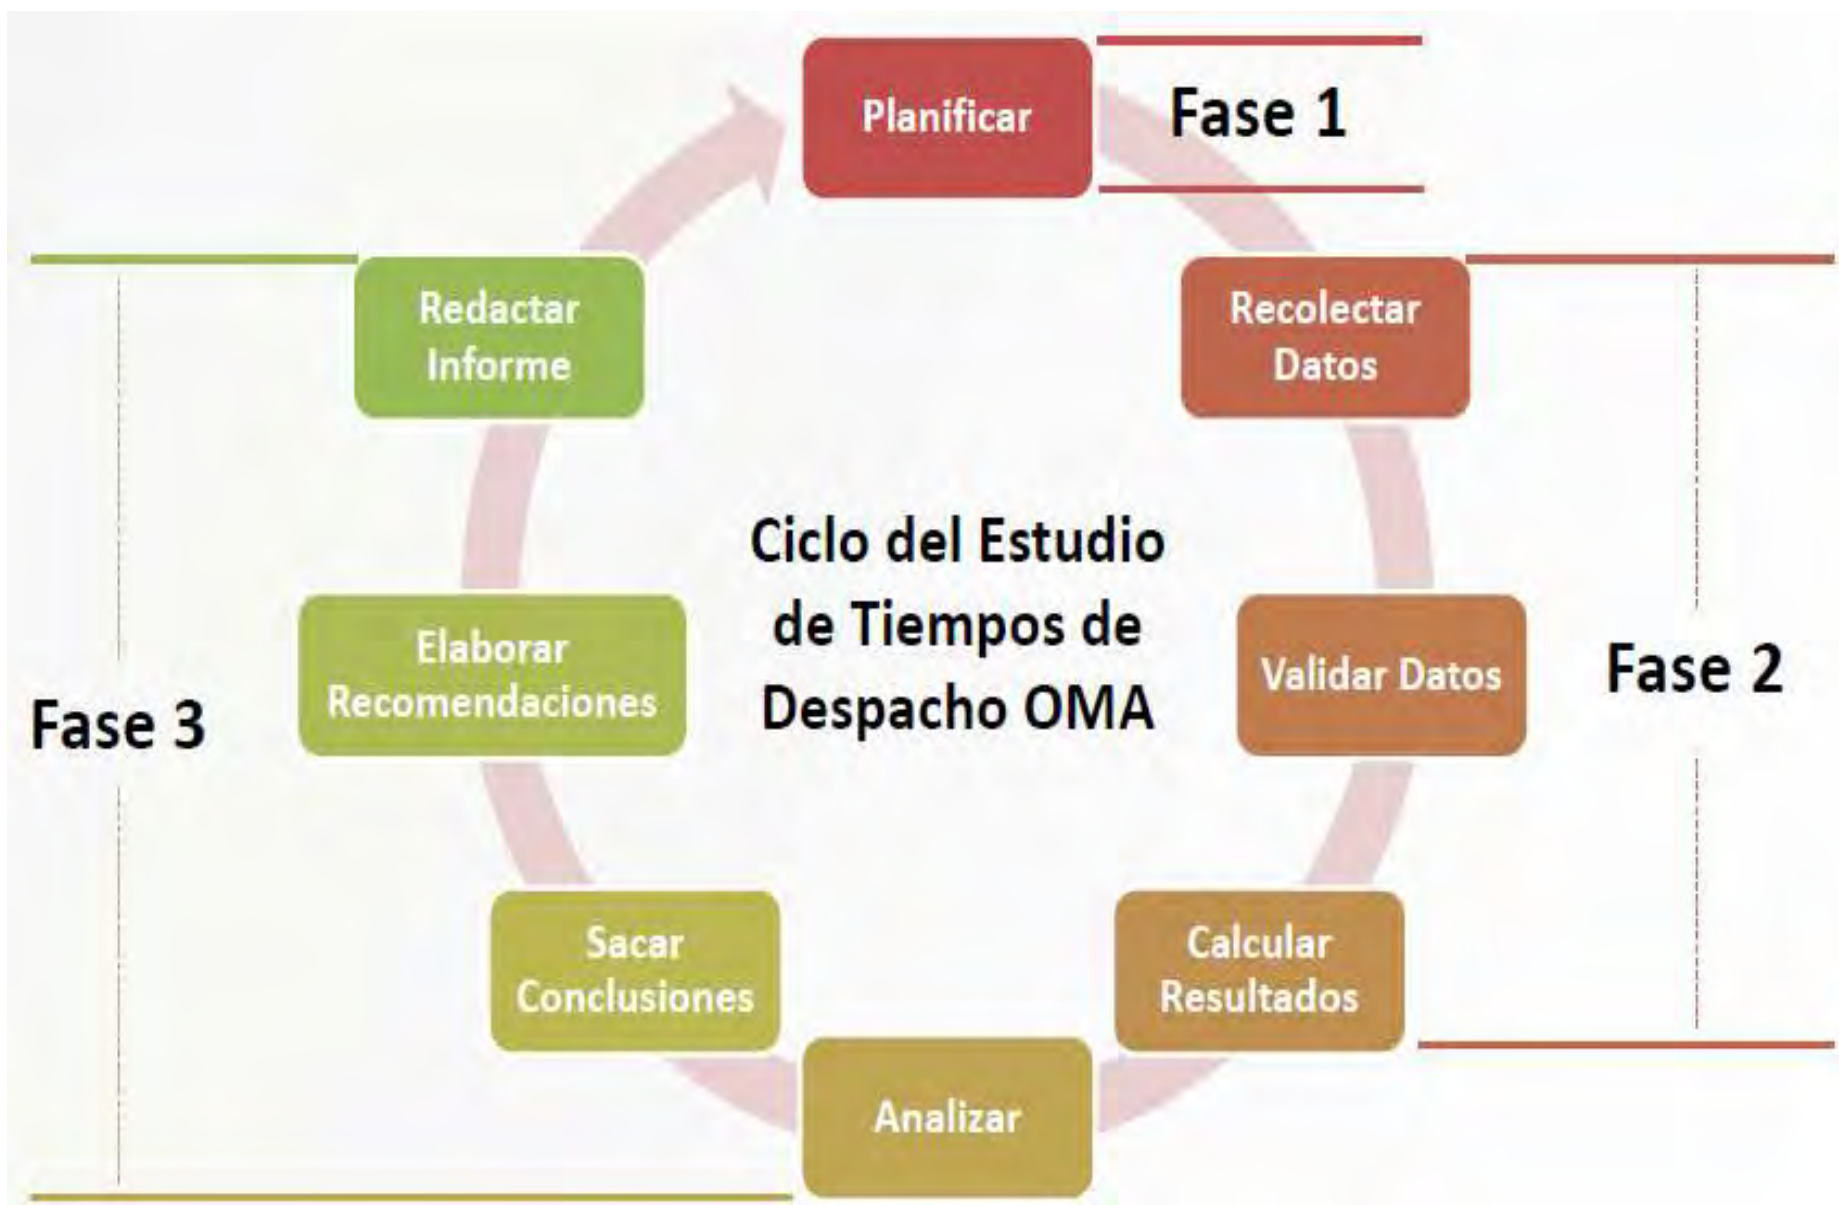 Planificar
Fase 1
Recolectar
Datos
Validar Datos
Fase 2
Calcular
Resultados
Analizar
Sacar
Conclusiones
Elaborar
Recomendaciones
Redactar
Informe
Fase 3
Ciclo del Estudio
de Tiempos de
Despacho OMA